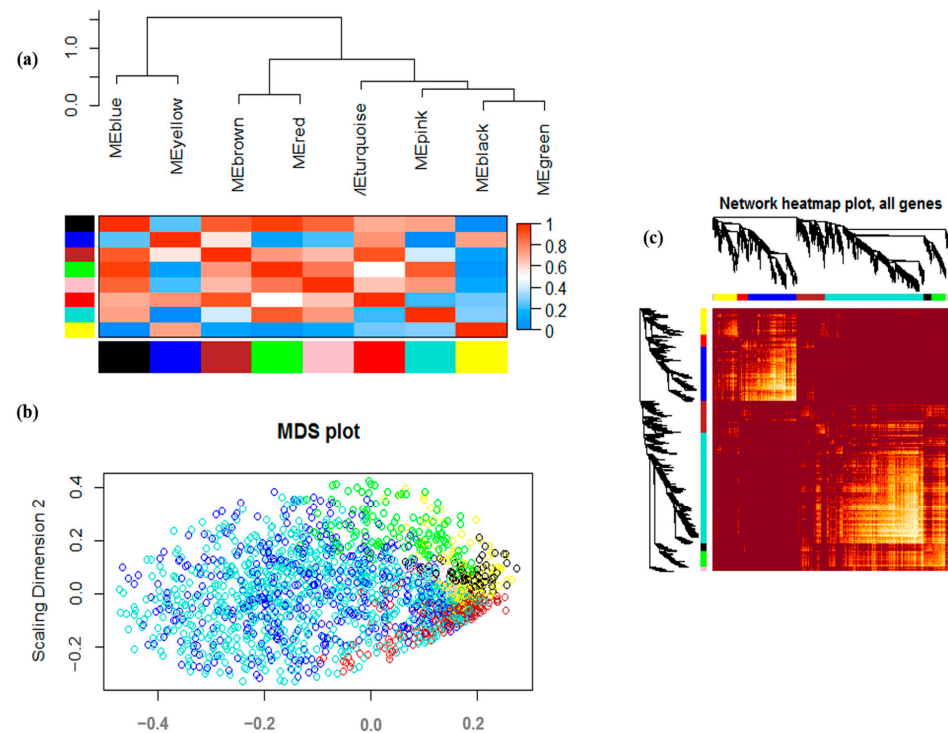 (a)
1.0
0.0
MEblue
MEyellow
MEbrown
MEred
MEturquoise
MEpink
MEblack
MEgreen
1
0.8
0.6
0.4
0.2
0
(b)
MDS plot
Scaling Dimension 2
0.4
0.2
0.0
−0.2
−0.4
−0.2
0.0
0.2
(c)
Network heatmap plot, all genes